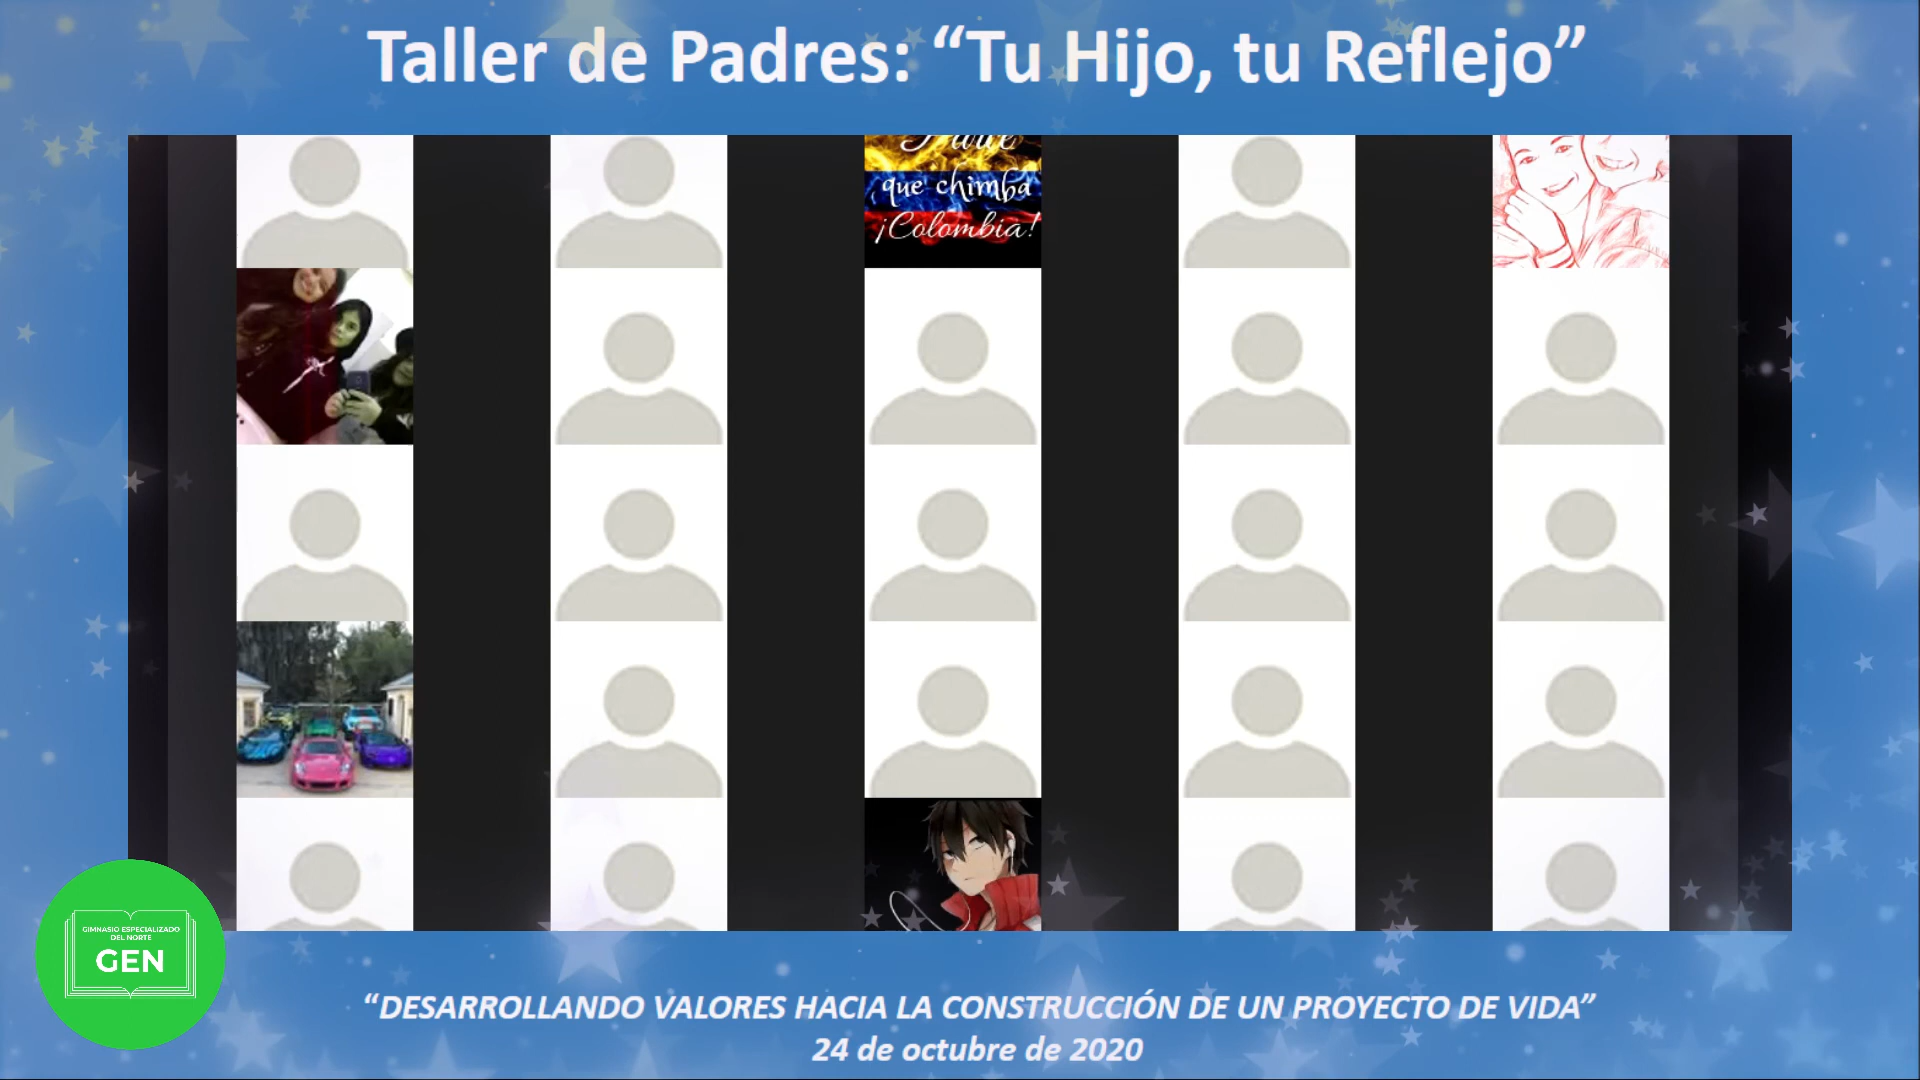 Taller de Padres: “Tu Hijo, tu Reflejo”
que chimba
¡Colombia!
GIMNASIO ESPECIALIZADO
DEL NORTE
GEN
“DESARROLLANDO VALORES HACIA LA CONSTRUCCIÓN DE UN PROYECTO DE VIDA”
24 de octubre de 2020